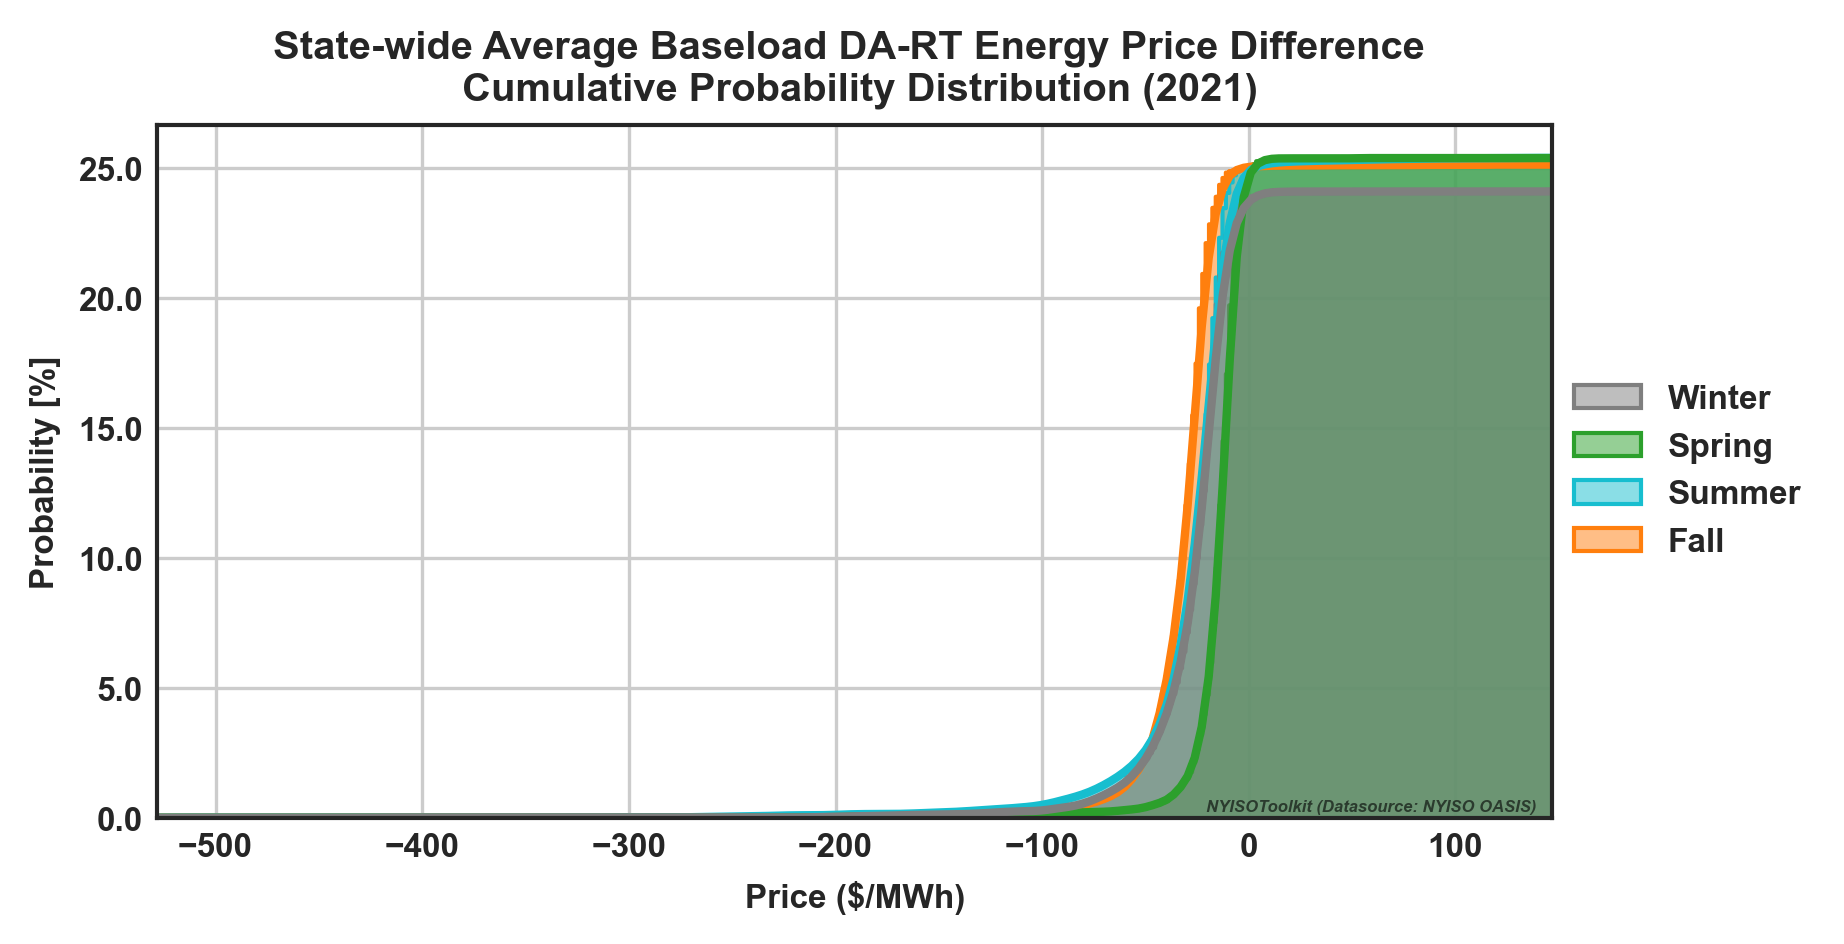 State-wide Average Baseload DA-RT Energy Price Difference
Cumulative Probability Distribution (2021)
Probability [%]
25.0
20.0
15.0
10.0
5.0
0.0
−500
−400
−300
−200
−100
0
100
Price ($/MWh)
Winter
Spring
Summer
Fall
NYISOToolkit (Datasource: NYISO OASIS)